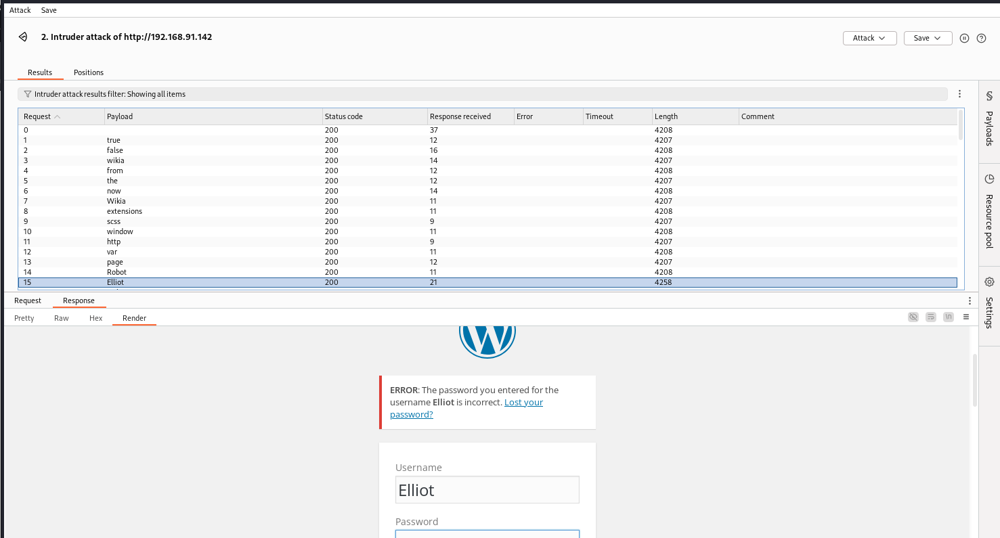 Attack Save
2. Intruder attack of http://192.168.91.142
Attack Save
Results Positions
Intruder attack results filter: Showing all items
Request Payload Status code Response received Error Timeout Length Comment
0 200 37 4208
1 true 200 12 4207
2 false 200 16 4208
3 wikia 200 14 4207
4 from 200 12 4208
5 the 200 12 4207
6 now 200 14 4208
7 Wikia 200 11 4207
8 extensions 200 11 4208
9 scss 200 9 4207
10 window 200 11 4208
11 http 200 9 4207
12 var 200 11 4208
13 page 200 12 4207
14 Robot 200 11 4208
15 Elliot 200 21 4258
Payloads
Resource pool
Settings
Request Response
Pretty Raw Hex Render
\n
ERROR: The password you entered for the
username Elliot is incorrect. Lost your
password?
Username
Elliot
Password